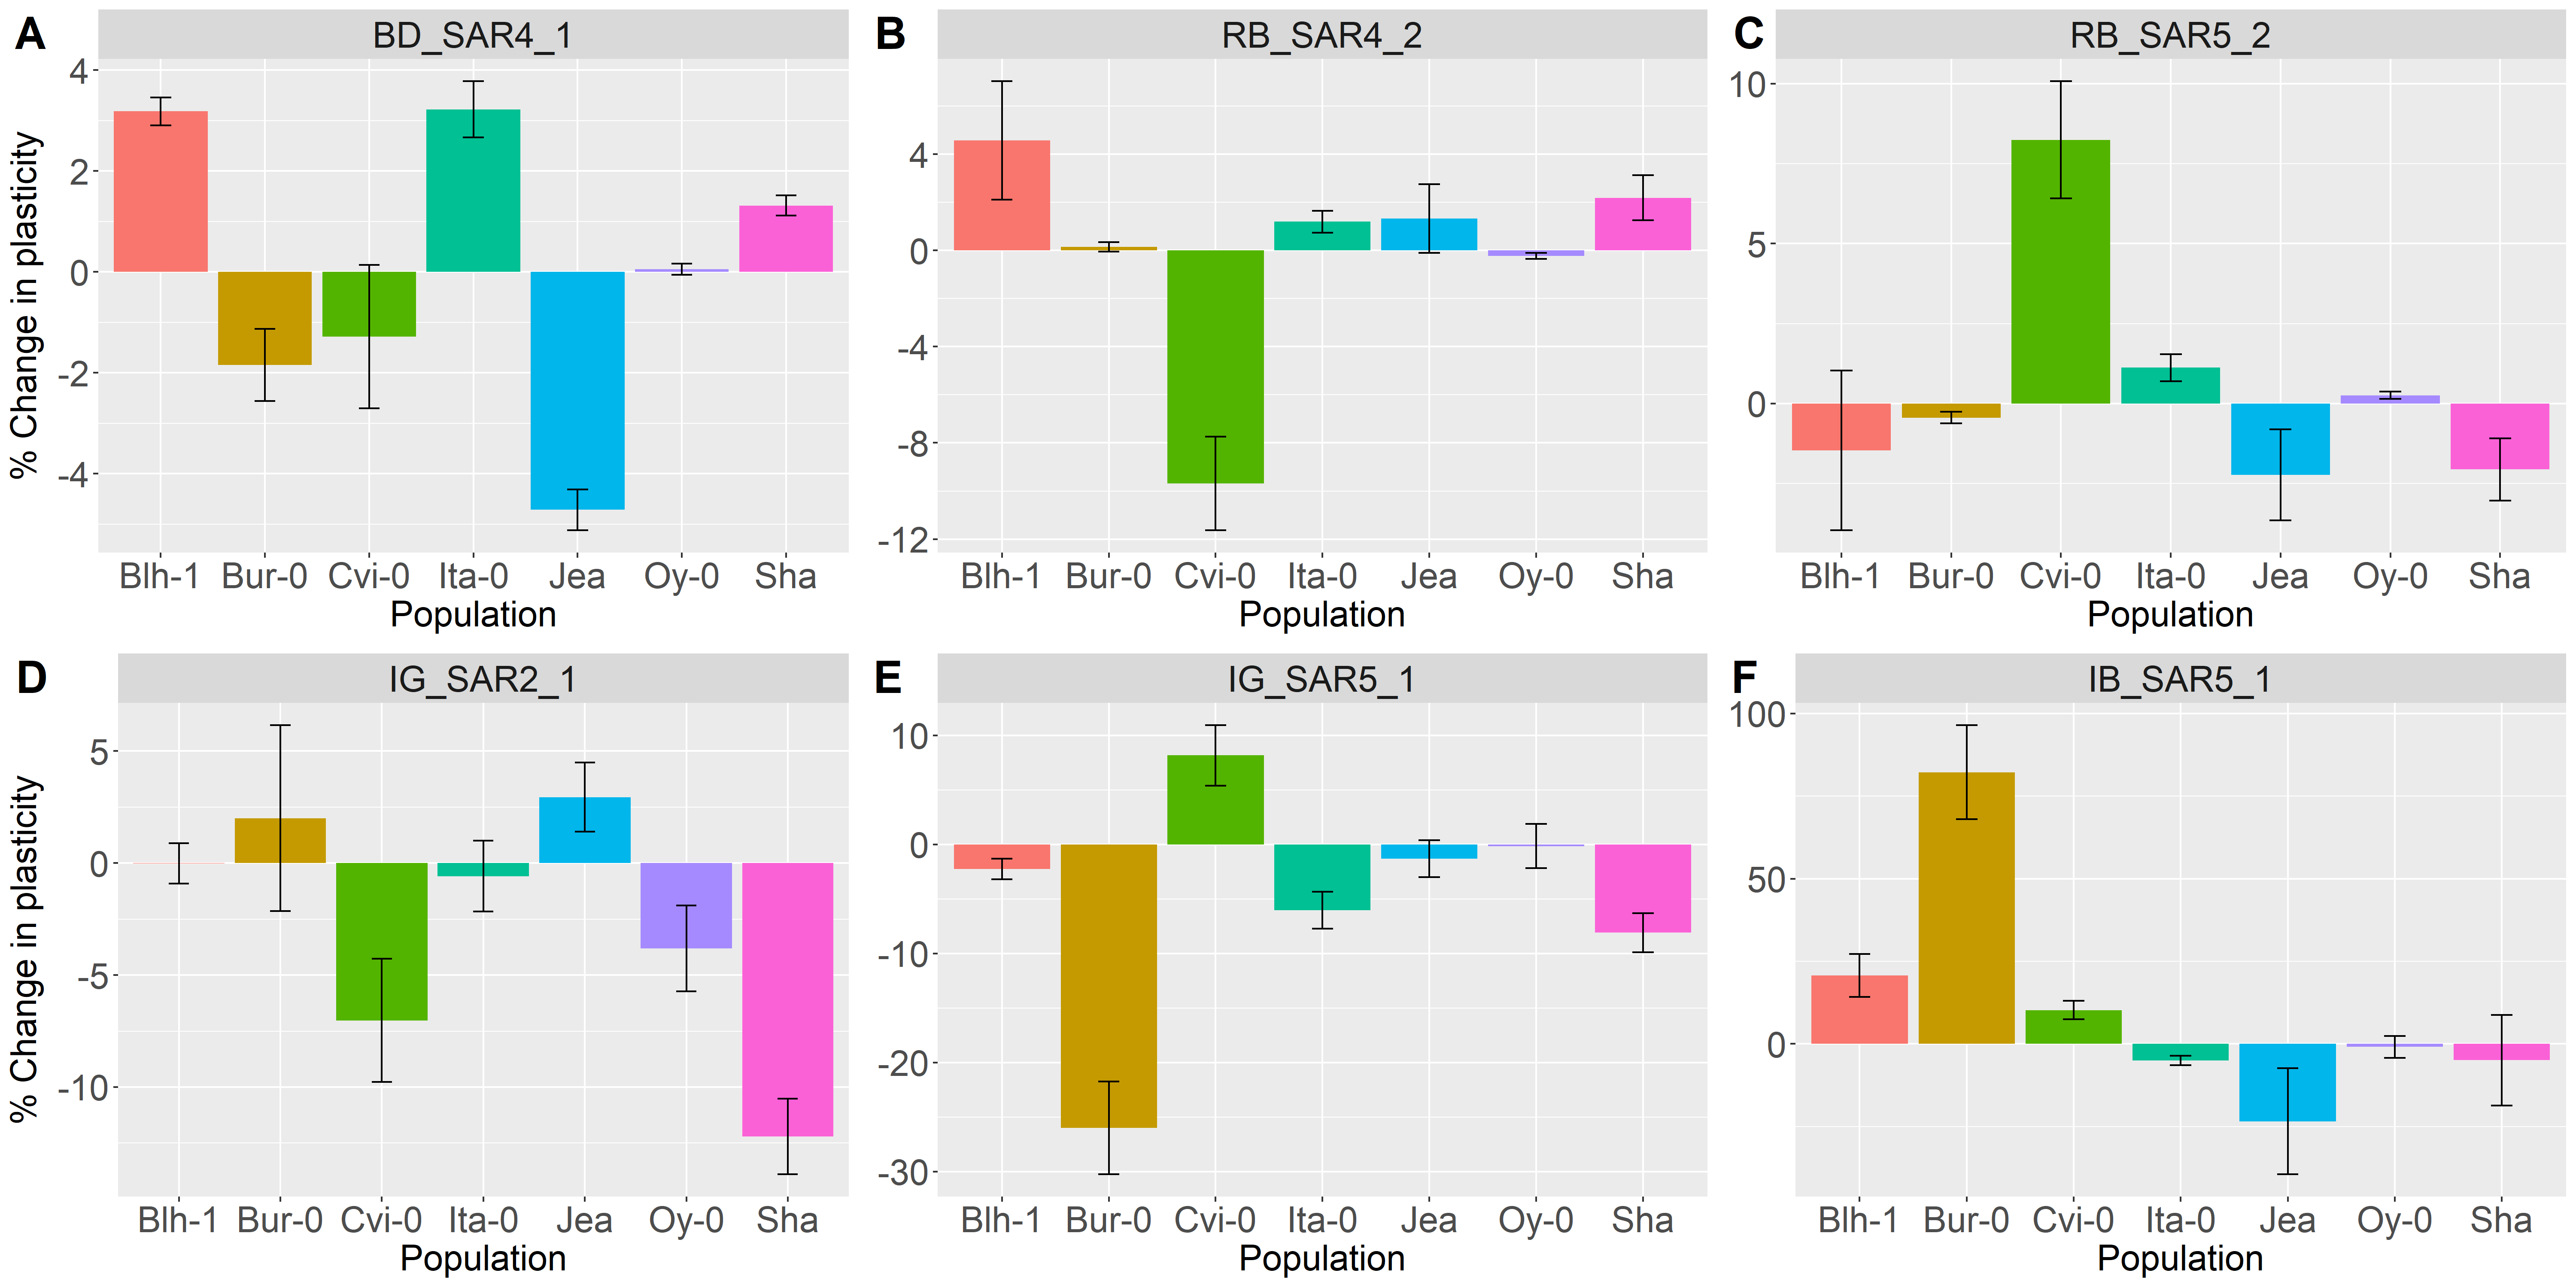 A
BD_SAR4_1
% Change in plasticity
4
2
0
-2
-4
Blh-1 Bur-0 Cvi-0 Ita-0 Jea Oy-0 Sha
Population
B
RB_SAR4_2
4
0
-4
-8
-12
Blh-1 Bur-0 Cvi-0 Ita-0 Jea Oy-0 Sha
Population
C
RB_SAR5_2
10
5
0
Blh-1 Bur-0 Cvi-0 Ita-0 Jea Oy-0 Sha
Population
D
IG_SAR2_1
% Change in plasticity
5
0
-5
-10
Blh-1 Bur-0 Cvi-0 Ita-0 Jea Oy-0 Sha
Population
E
IG_SAR5_1
10
0
-10
-20
-30
Blh-1 Bur-0 Cvi-0 Ita-0 Jea Oy-0 Sha
Population
F
IB_SAR5_1
100
50
0
Blh-1 Bur-0 Cvi-0 Ita-0 Jea Oy-0 Sha
Population